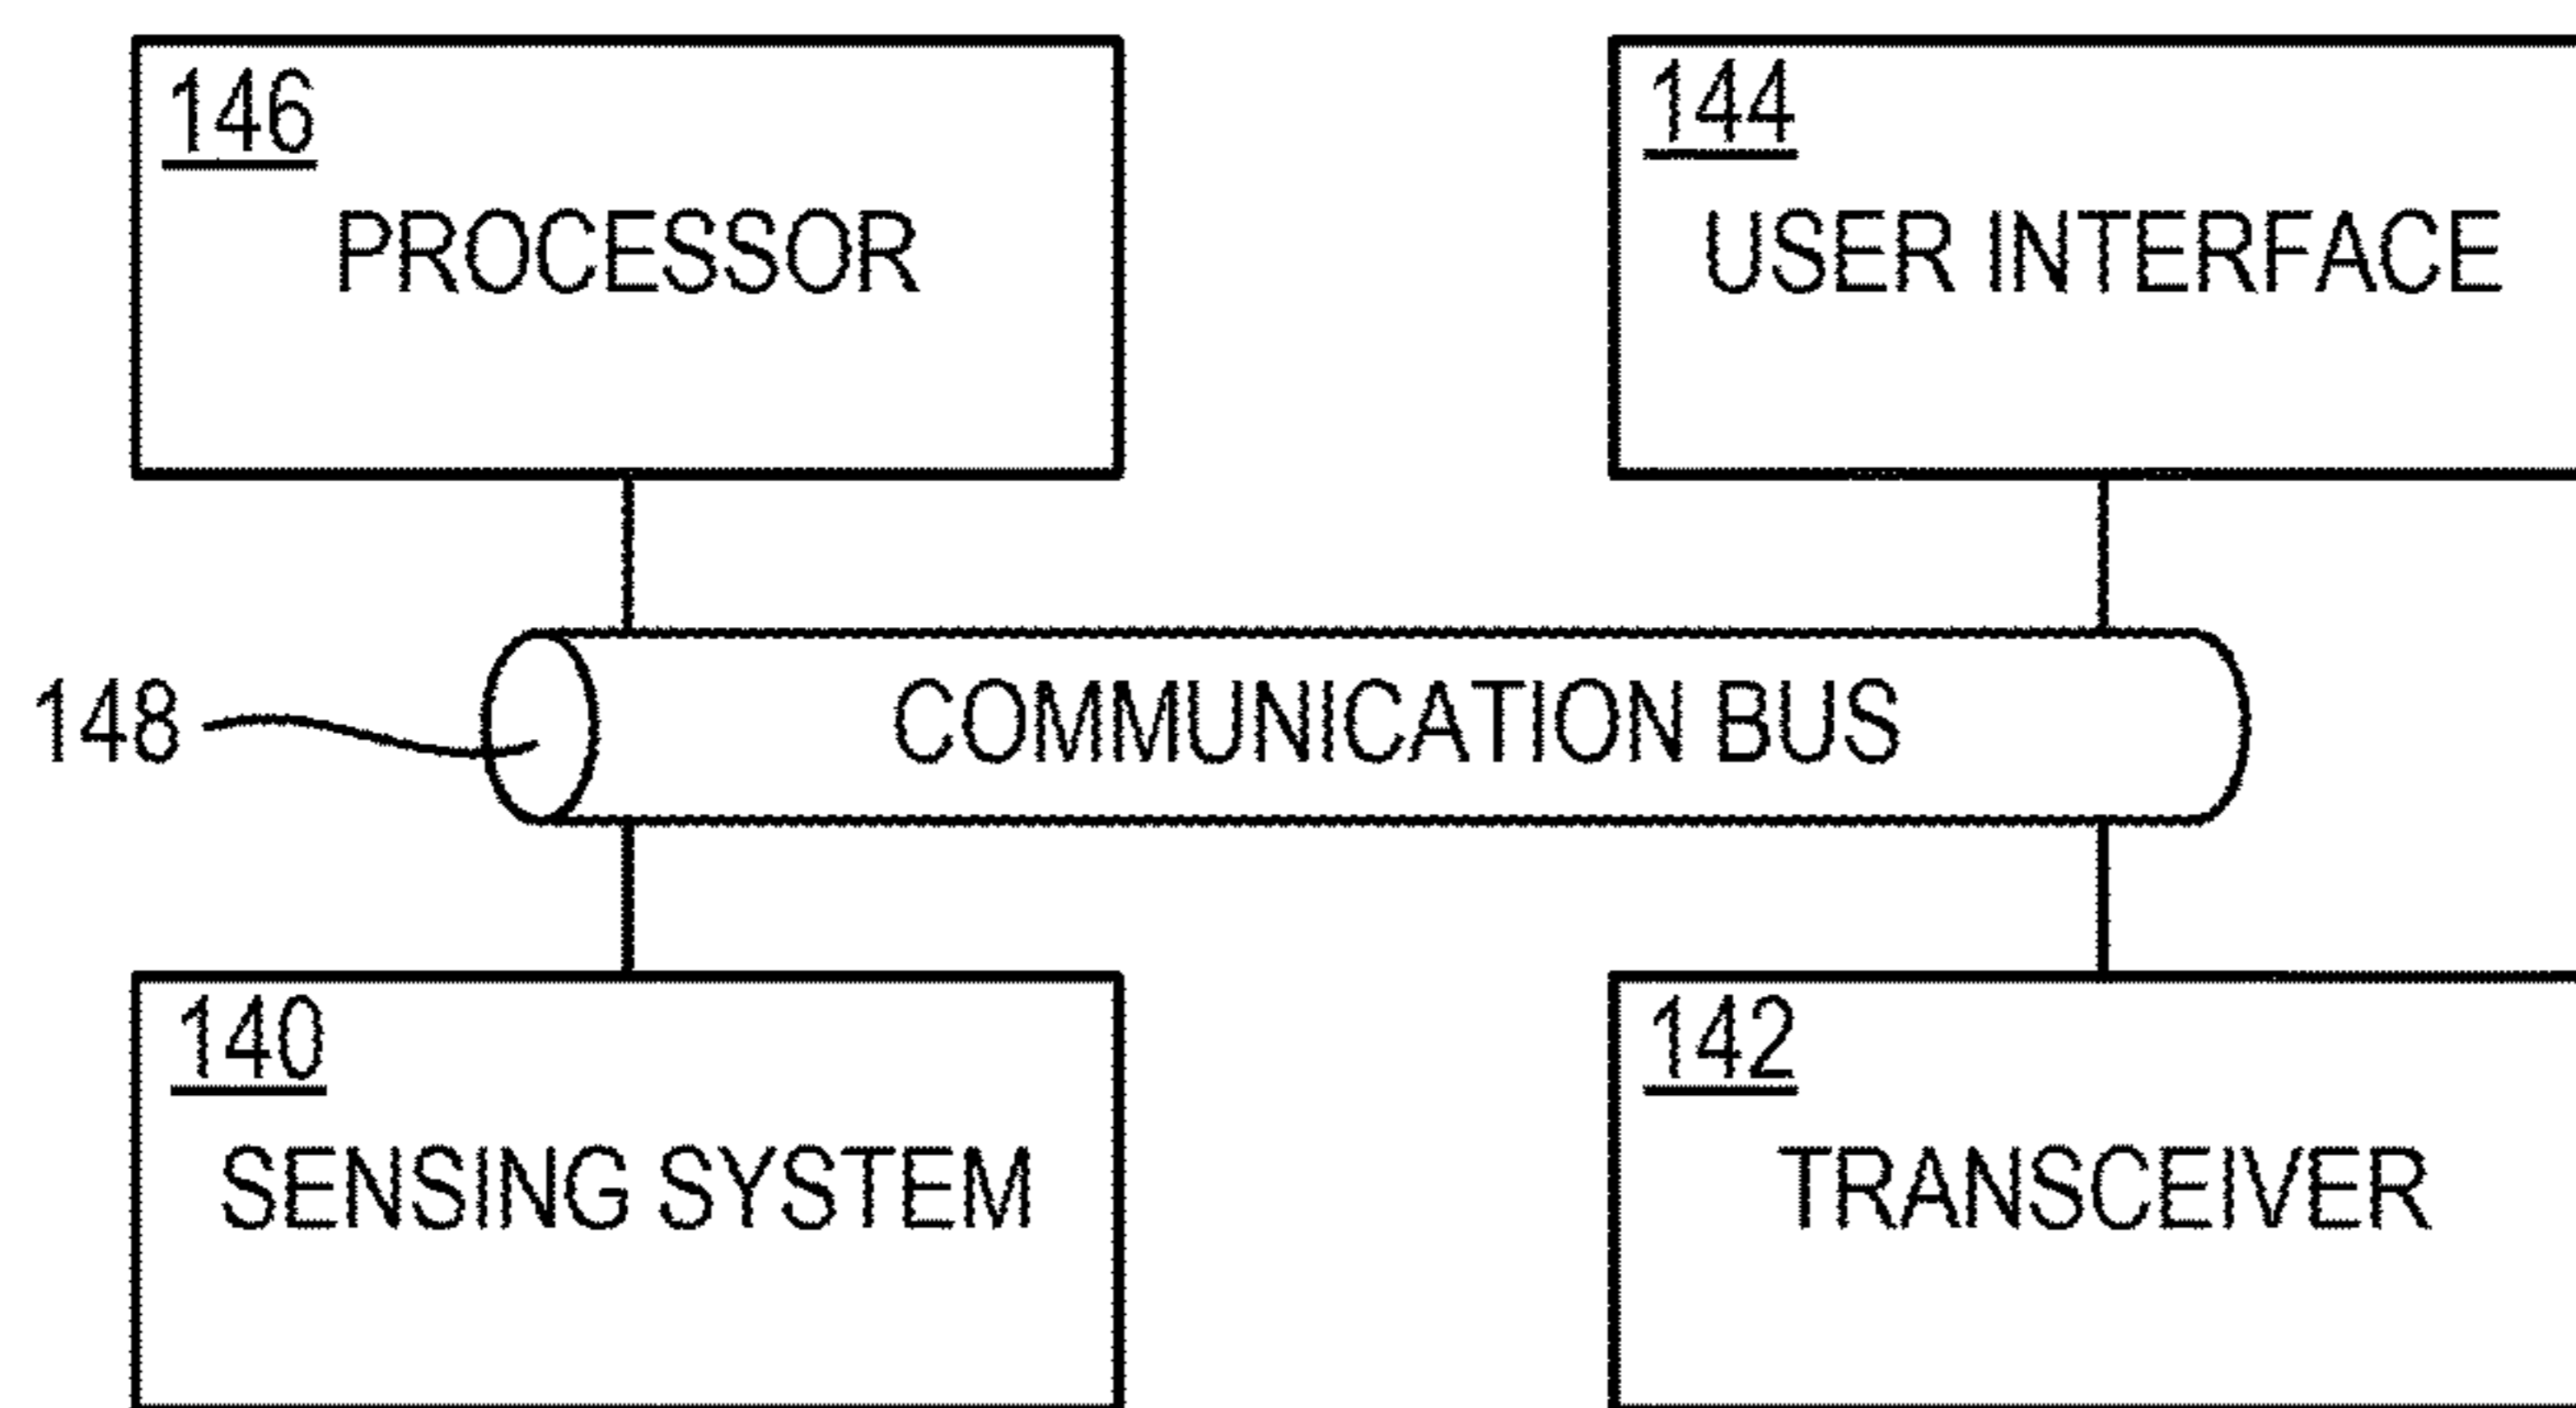 146
PROCESSOR
144
USER INTERFACE
148
COMMUNICATION BUS
140
SENSING SYSTEM
142
TRANSCEIVER